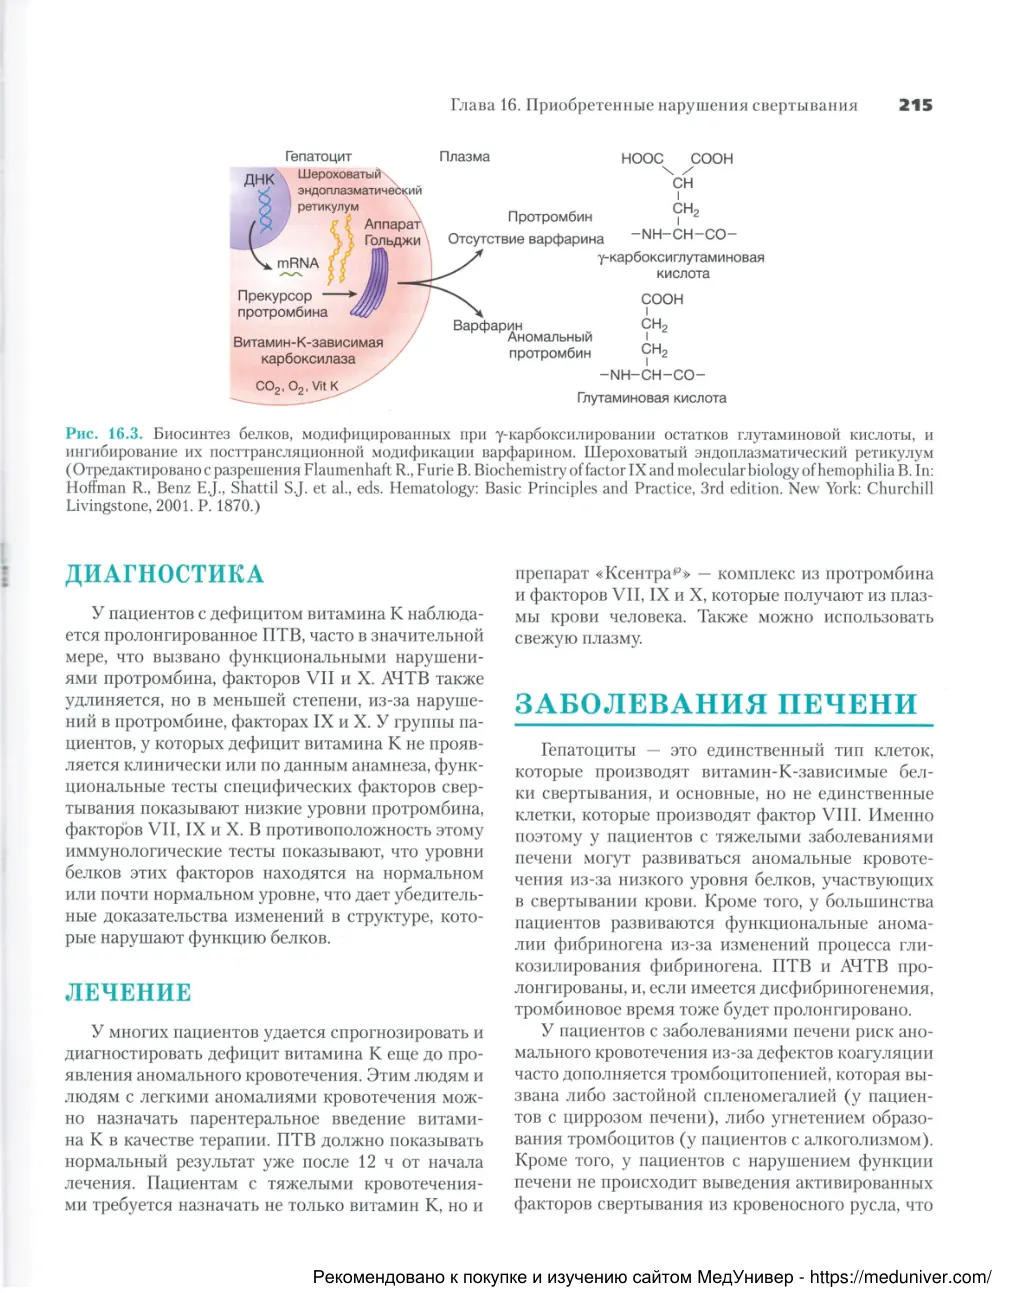 Глава 16. Приобретенные нарушения свертывания 215
Гепатоцит
Плазма
ДНК
Шероховатый
эндоплазматический
ретикулум
Аппарат
Гольджи
mRNA
Прекурсор
протромбина
Витамин-К-зависимая
карбоксилаза
CO2, O2, Vit K
Протромбин
Отсутствие варфарина
Варфарин
Аномальный
протромбин
HOOC COOH
CH
CH2
–NH–CH–CO–
γ-карбоксиглутаминовая
кислота
COOH
CH2
CH2
–NH–CH–CO–
Глутаминовая кислота
Рис. 16.3. Биосинтез белков, модифицированных при γ-карбоксилировании остатков глутаминовой кислоты, и
ингибирование их посттрансляционной модификации варфарином. Шероховатый эндоплазматический ретикулум
(Отредактировано с разрешения Flaumenhaft R., Furie B. Biochemistry of factor IX and molecular biology of hemophilia B. In:
Hoffman R., Benz E.J., Shattil S.J. et al., eds. Hematology: Basic Principles and Practice, 3rd edition. New York: Churchill
Livingstone, 2001. P. 1870.)
ДИАГНОСТИКА
У пациентов с дефицитом витамина К наблюда-
ется пролонгированное ПТВ, часто в значительной
мере, что вызвано функциональными нарушени-
ями протромбина, факторов VII и X. АЧТВ также
удлиняется, но в меньшей степени, из-за наруше-
ний в протромбине, факторах IX и X. У группы па-
циентов, у которых дефицит витамина К не прояв-
ляется клинически или по данным анамнеза, функ-
циональные тесты специфических факторов свер-
тывания показывают низкие уровни протромбина,
факторов VII, IX и X. В противоположность этому
иммунологические тесты показывают, что уровни
белков этих факторов находятся на нормальном
или почти нормальном уровне, что дает убедитель-
ные доказательства изменений в структуре, кото-
рые нарушают функцию белков.
ЛЕЧЕНИЕ
У многих пациентов удается спрогнозировать и
диагностировать дефицит витамина К еще до про-
явления аномального кровотечения. Этим людям и
людям с легкими аномалиями кровотечения мож-
но назначать парентеральное введение витами-
на К в качестве терапии. ПТВ должно показывать
нормальный результат уже после 12 ч от начала
лечения. Пациентам с тяжелыми кровотечения-
ми требуется назначать не только витамин К, но и
препарат «Ксентра℘» — комплекс из протромбина
и факторов VII, IX и X, которые получают из плаз-
мы крови человека. Также можно использовать
свежую плазму.
ЗАБОЛЕВАНИЯ ПЕЧЕНИ
Гепатоциты — это единственный тип клеток,
которые производят витамин-К-зависимые бел-
ки свертывания, и основные, но не единственные
клетки, которые производят фактор VIII. Именно
поэтому у пациентов с тяжелыми заболеваниями
печени могут развиваться аномальные кровоте-
чения из-за низкого уровня белков, участвующих
в свертывании крови. Кроме того, у большинства
пациентов развиваются функциональные анома-
лии фибриногена из-за изменений процесса гли-
козилирования фибриногена. ПТВ и АЧТВ про-
лонгированы, и, если имеется дисфибриногенемия,
тромбиновое время тоже будет пролонгировано.
У пациентов с заболеваниями печени риск ано-
мального кровотечения из-за дефектов коагуляции
часто дополняется тромбоцитопенией, которая вы-
звана либо застойной спленомегалией (у пациен-
тов с циррозом печени), либо угнетением образо-
вания тромбоцитов (у пациентов с алкоголизмом).
Кроме того, у пациентов с нарушением функции
печени не происходит выведения активированных
факторов свертывания из кровеносного русла, что
Рекомендовано к покупке и изучению сайтом МедУнивер - https://meduniver.com/